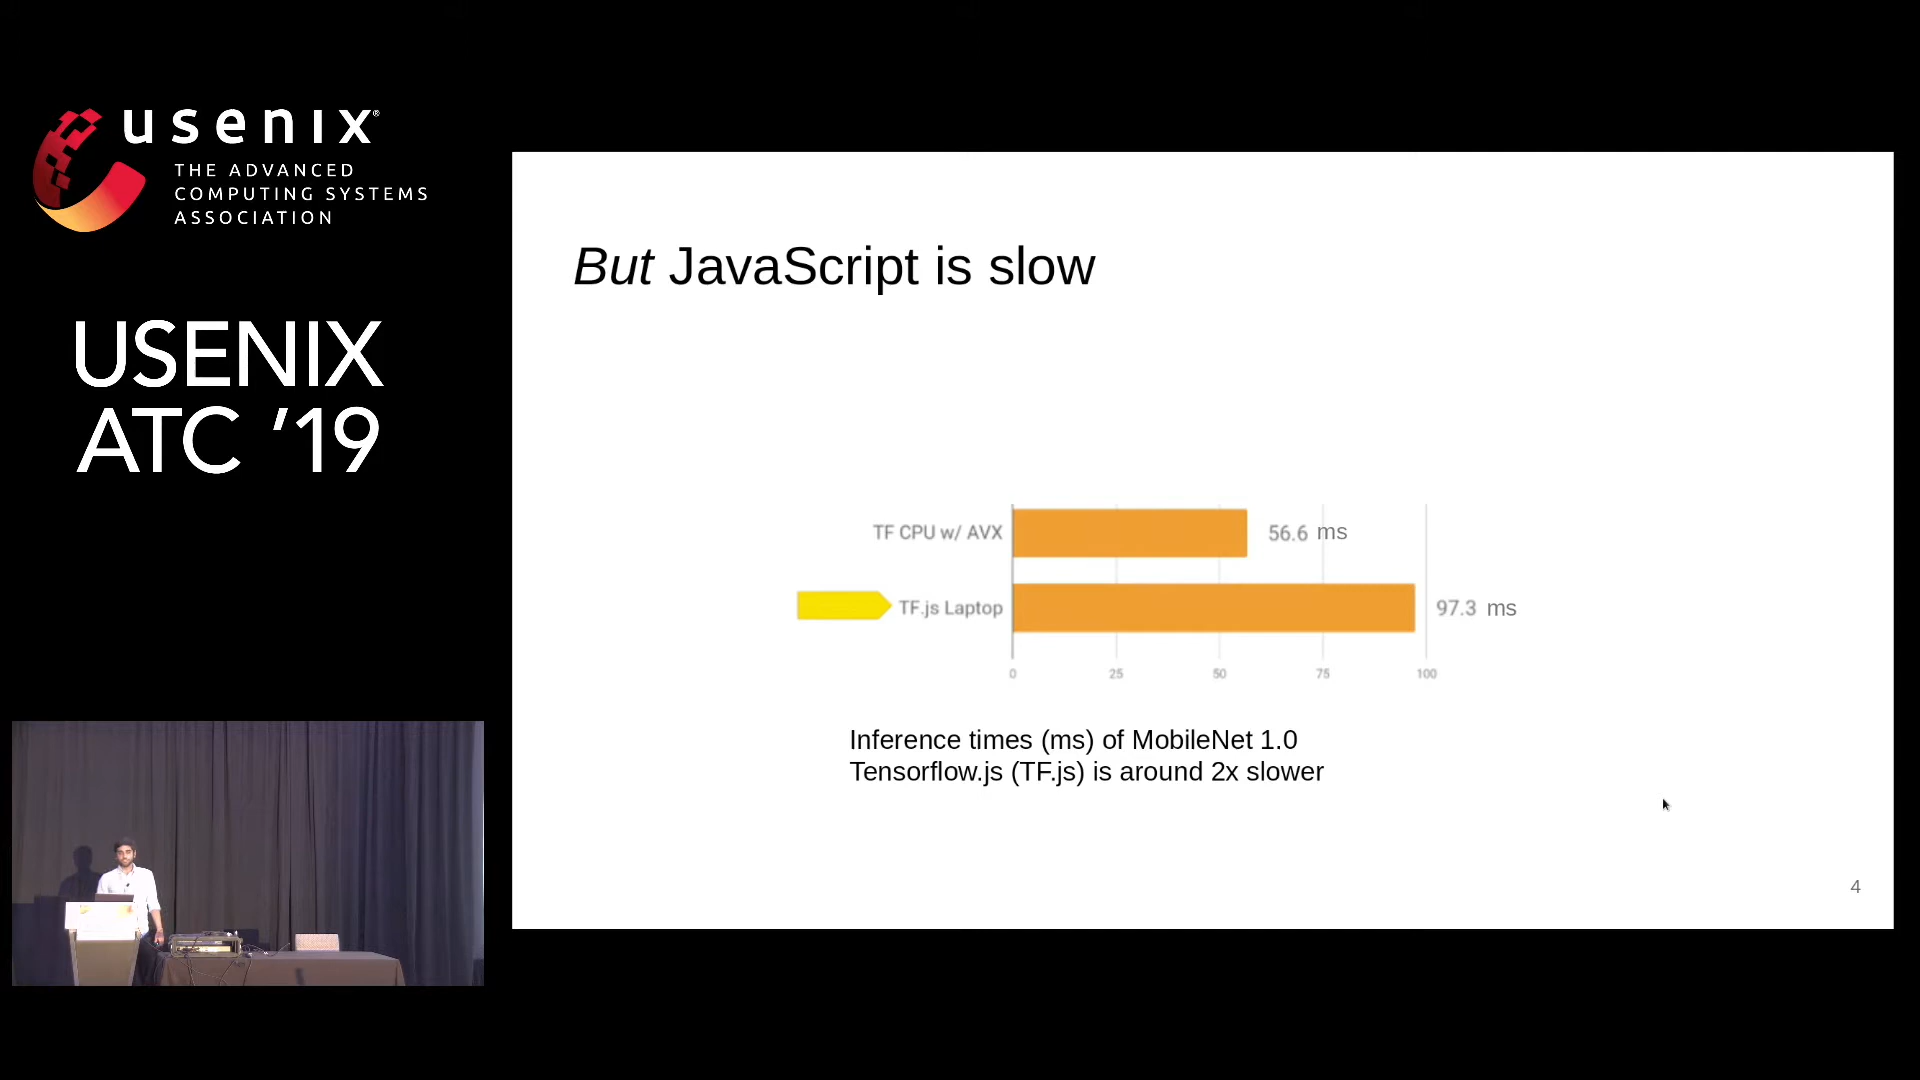 usenix®
THE ADVANCED
COMPUTING SYSTEMS
ASSOCIATION
USENIX
ATC ’19
But JavaScript is slow
TF CPU w/ AVX
56.6 ms
TF.js Laptop
97.3 ms
0 25 50 75 100
Inference times (ms) of MobileNet 1.0
Tensorflow.js (TF.js) is around 2x slower
4